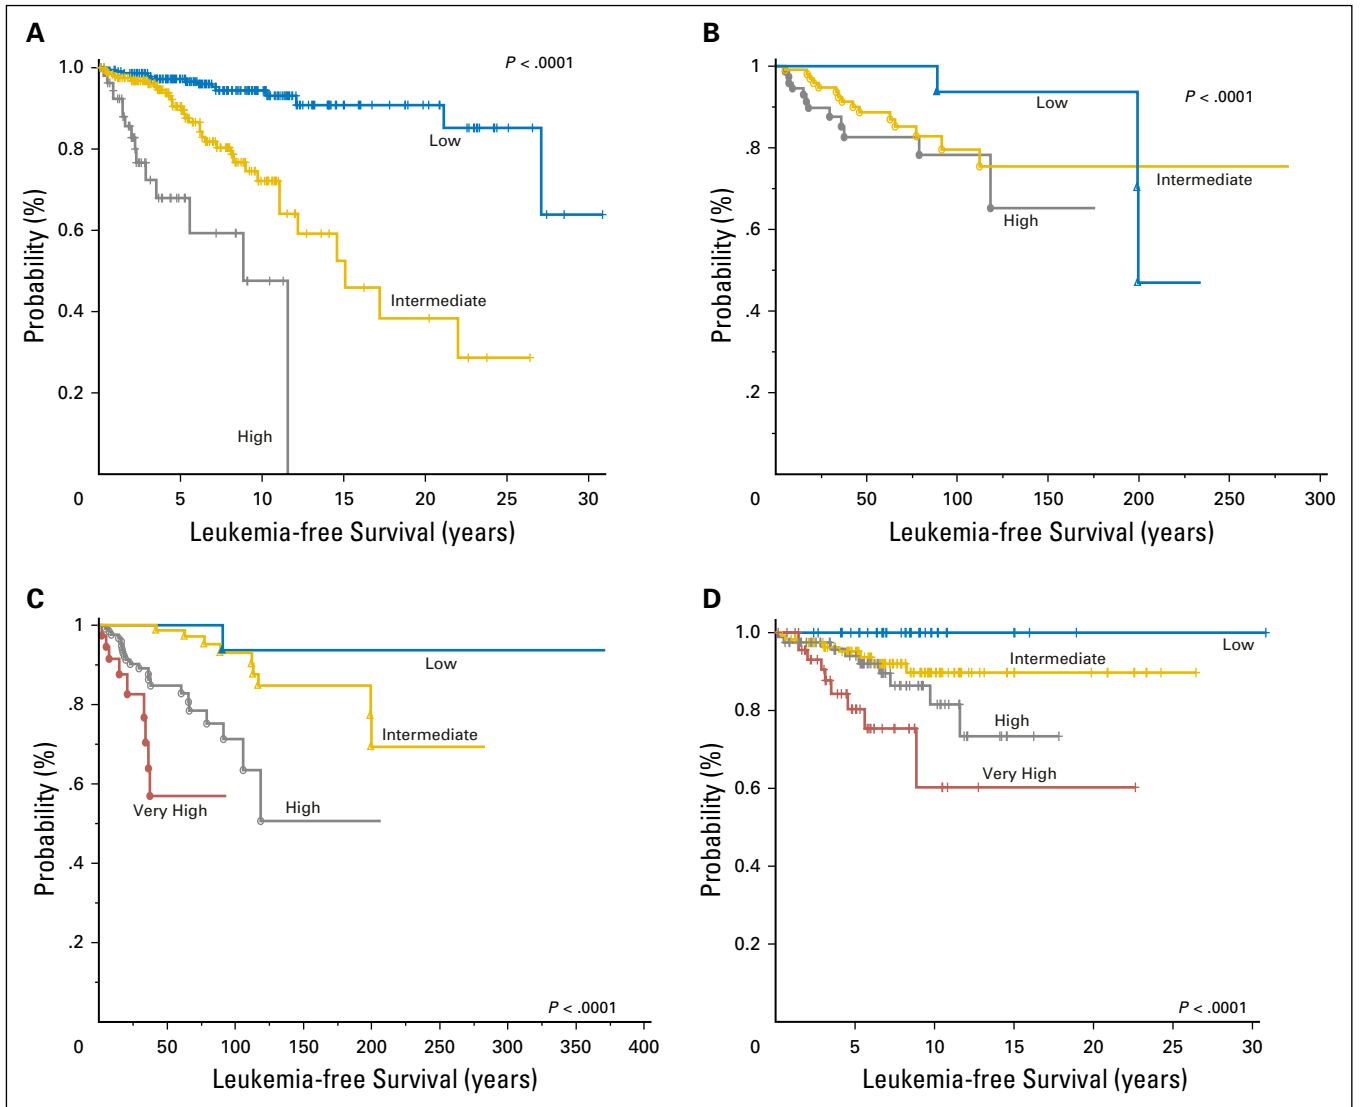 A
P < .0001
1.0
0.8
0.6
0.4
0.2
Probability (%)
Low
Intermediate
High
0 5 10 15 20 25 30
Leukemia-free Survival (years)
B
P < .0001
1
.8
.6
.4
.2
Probability (%)
Low
Intermediate
High
0 50 100 150 200 250 300
Leukemia-free Survival (years)
C
1
.8
.6
.4
.2
Probability (%)
Low
Intermediate
High
Very High
P < .0001
0 50 100 150 200 250 300 350 400
Leukemia-free Survival (years)
D
1.0
0.8
0.6
0.4
0.2
Probability (%)
Low
Intermediate
High
Very High
P < .0001
0 5 10 15 20 25 30
Leukemia-free Survival (years)